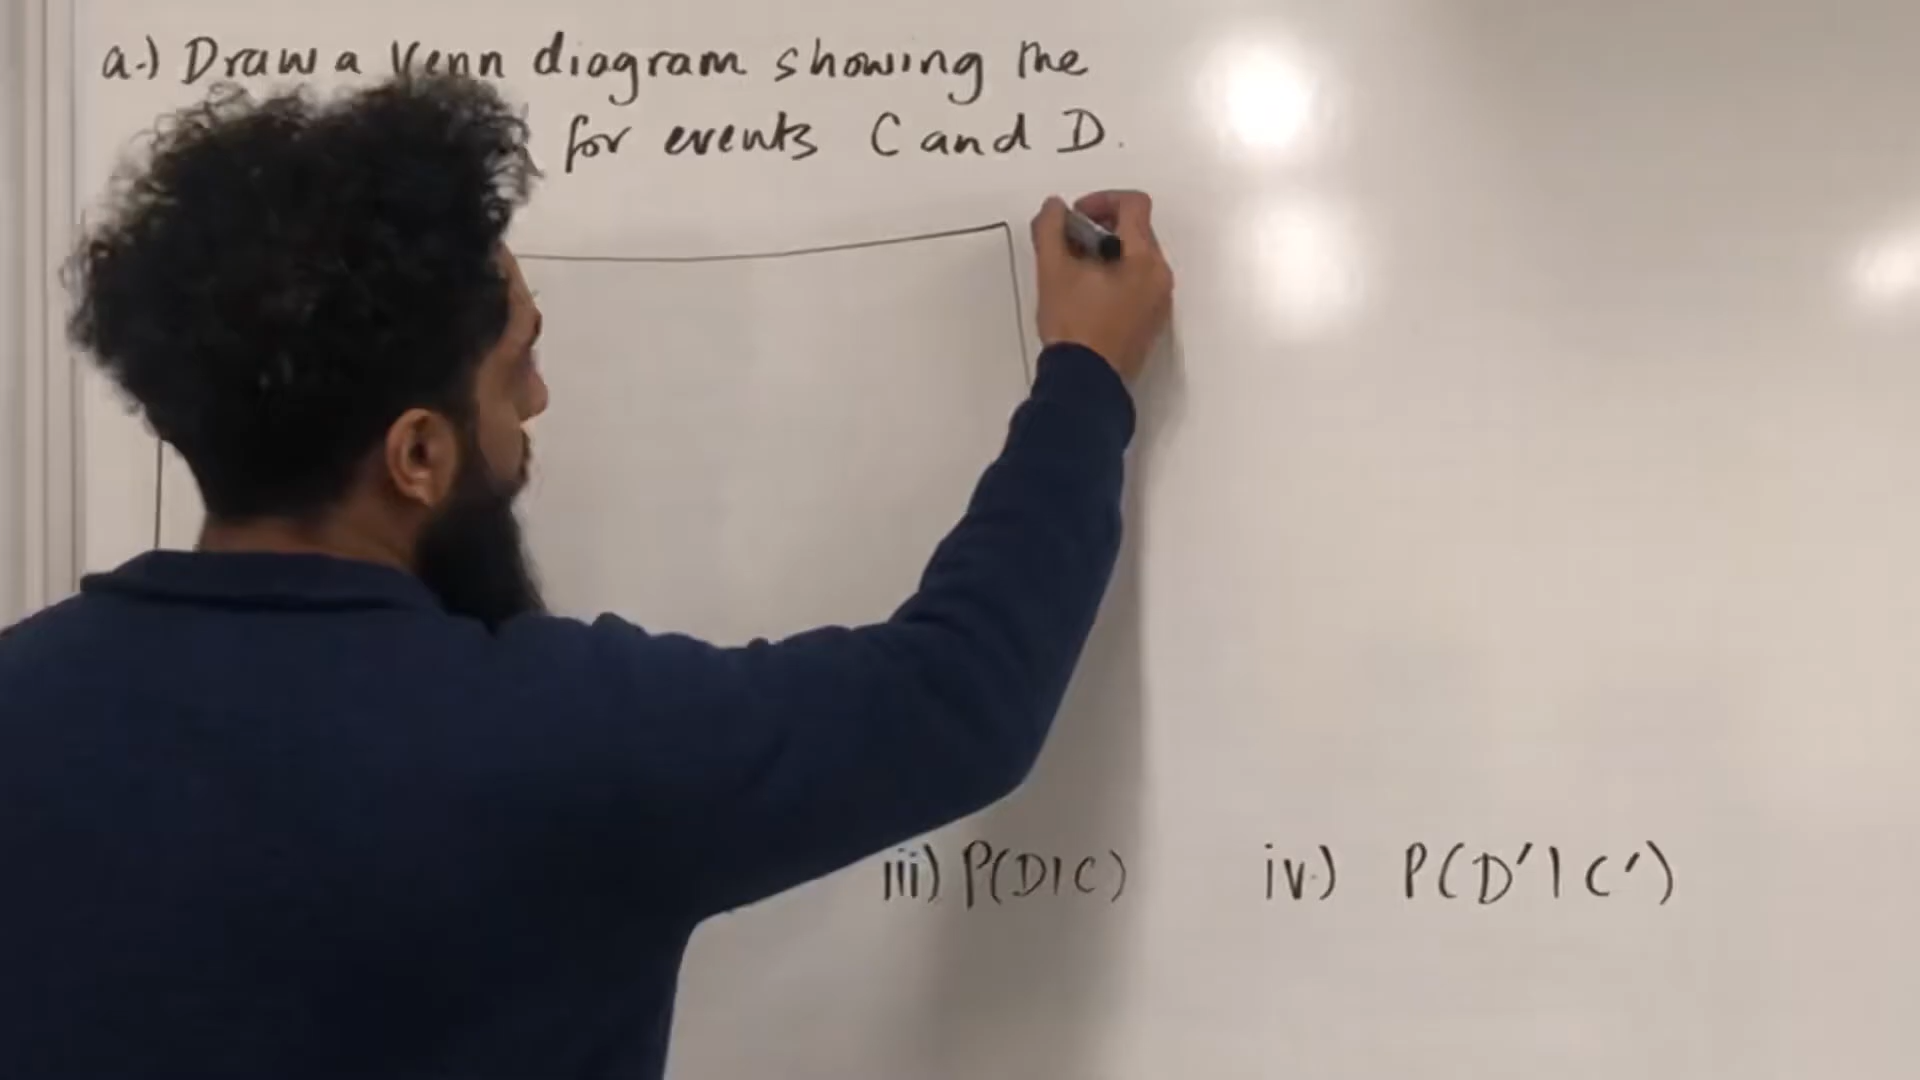 a.) Draw a Venn diagram showing the
for events C and D.
iii) P(D|C)
iv.) P(D'|C')